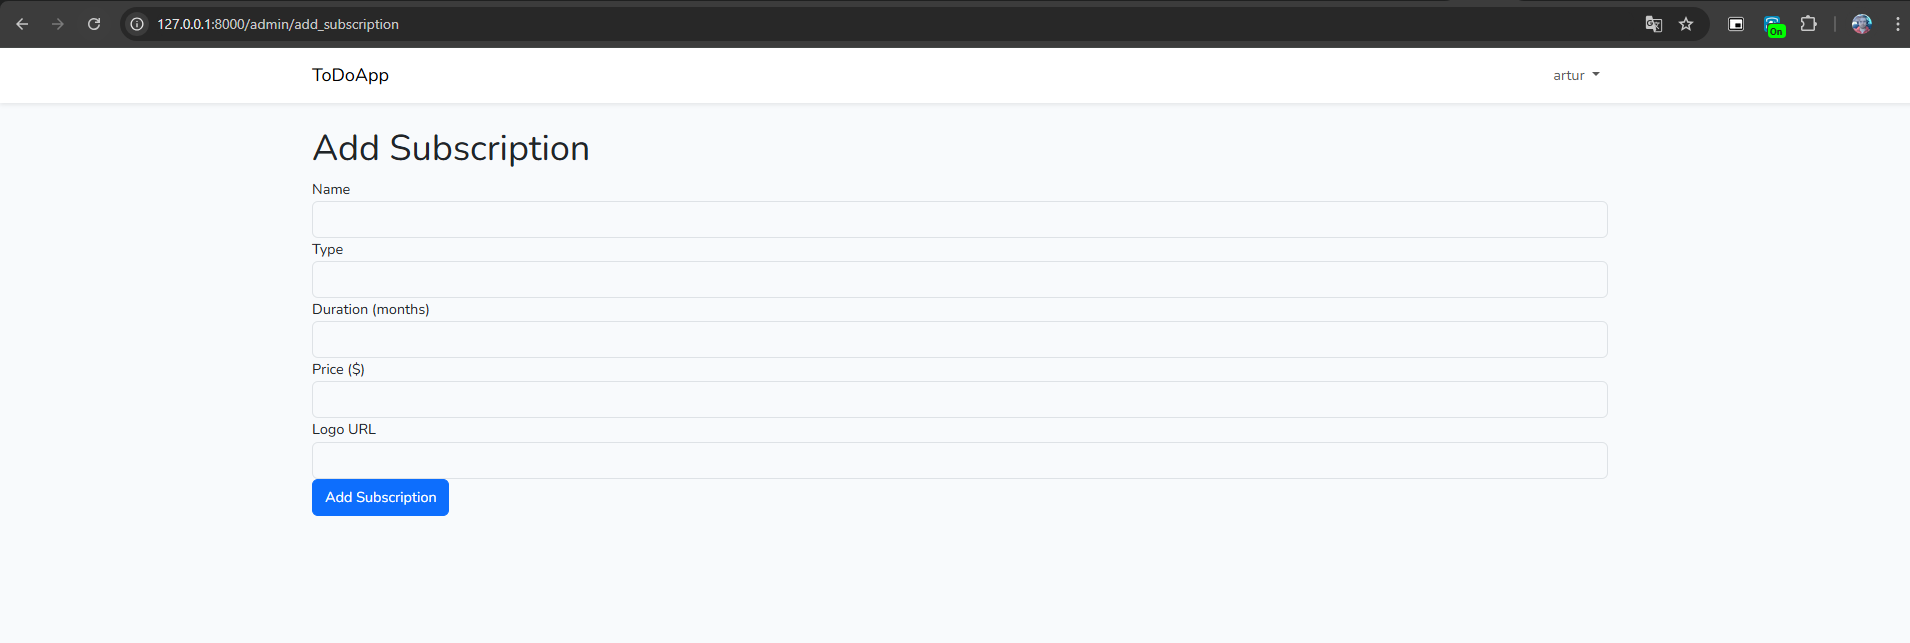 127.0.0.1:8000/admin/add_subscription
On
ToDoApp
artur
Add Subscription
Name
Type
Duration (months)
Price ($)
Logo URL
Add Subscription